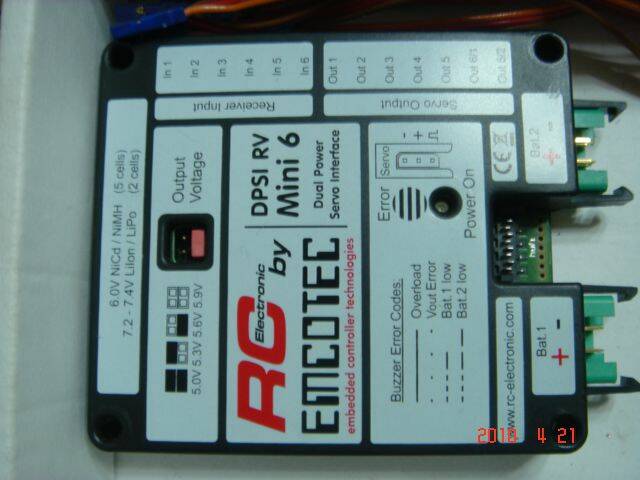 In 1
In 2
In 3
In 4
In 5
In 6
Out 1
Out 2
Out 3
Out 4
Out 5
Out 6/1
Out 6/2
Receiver Input
Servo Output
6.0V NiCd / NiMH (5 cells)
7.2 - 7.4V LiIon / LiPo (2 cells)
Output
Voltage
5.0V 5.3V 5.6V 5.9V
RC
Electronic
by
EMCOTEC
embedded controller technologies
DPSI RV
Mini 6
Dual Power
Servo Interface
Error
Servo
- + 
Power On
Buzzer Error Codes:
Overload
Vout Error
Bat.1 low
Bat.2 low
CE
www.rc-electronic.com
Bat.2
+ -
Bat.1
+ -
2018 4 21